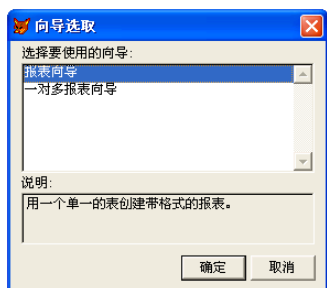 向导选取
选择要使用的向导:
报表向导
一对多报表向导
说明:
用一个单一的表创建带格式的报表。
确定
取消